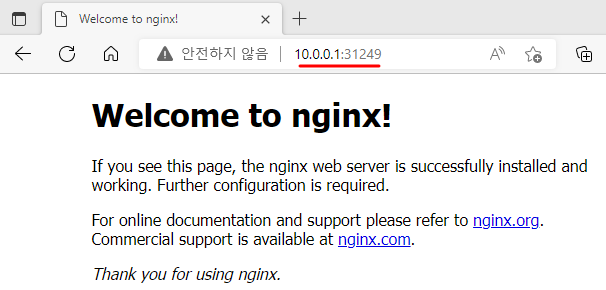 Welcome to nginx!
안전하지 않음 10.0.0.1:31249 A))
Welcome to nginx!
If you see this page, the nginx web server is successfully installed and
working. Further configuration is required.
For online documentation and support please refer to nginx.org.
Commercial support is available at nginx.com.
Thank you for using nginx.